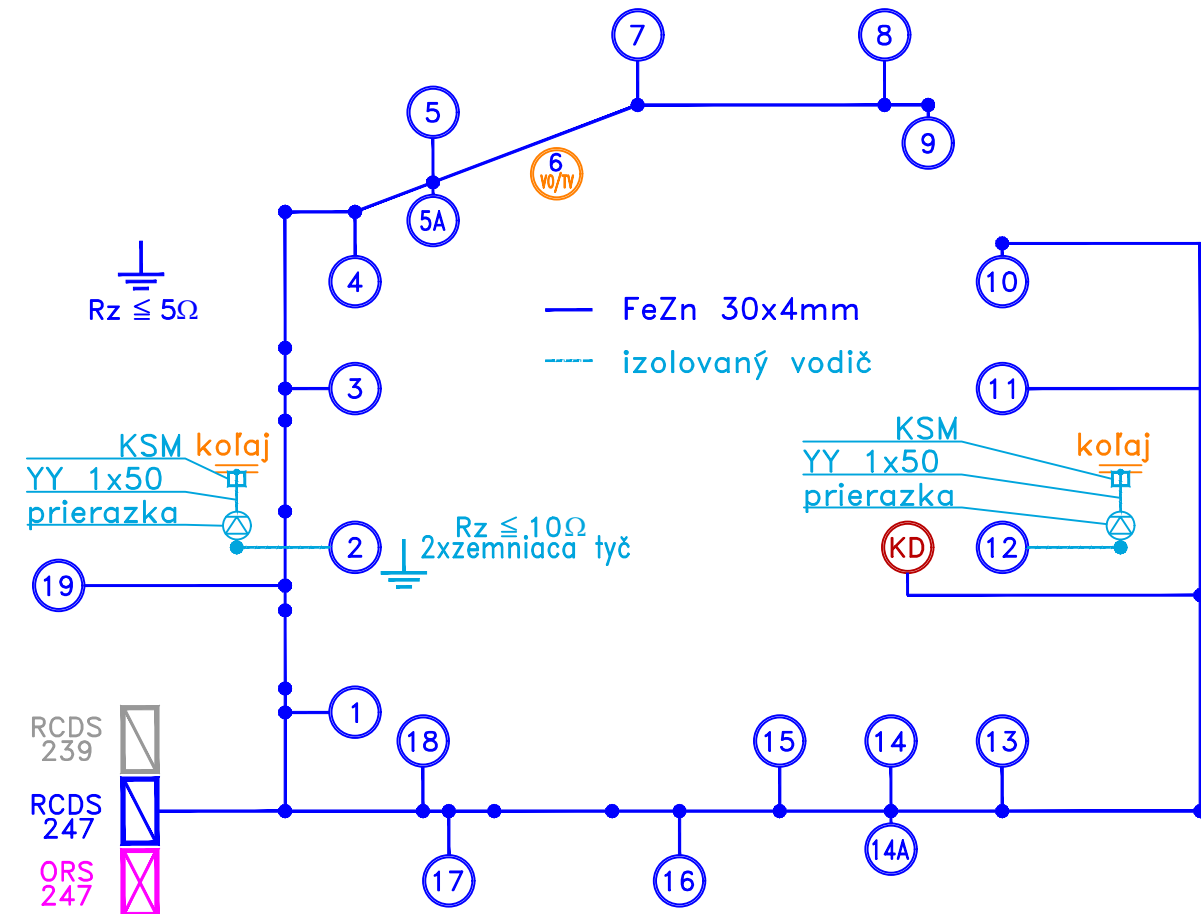 7
8
5
9
6
VO/TV
5A
4
10
Rz ≦ 5Ω
FeZn 30x4mm
izolovaný vodič
3
11
KSM
koľaj
YY 1x50
prierazka
KSM
koľaj
YY 1x50
prierazka
2
Rz ≦ 10Ω
2xzemniaca tyč
KD
12
19
1
RCDS
239
18
15
14
13
RCDS
247
14A
ORS
247
17
16